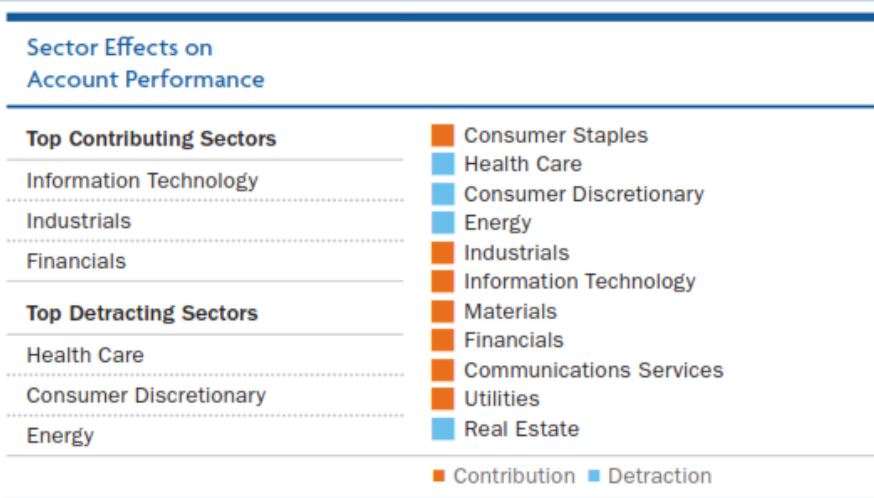 Sector Effects on
Account Performance
Top Contributing Sectors
Information Technology
Industrials
Financials
Top Detracting Sectors
Health Care
Consumer Discretionary
Energy
Consumer Staples
Health Care
Consumer Discretionary
Energy
Industrials
Information Technology
Materials
Financials
Communications Services
Utilities
Real Estate
Contribution Detraction